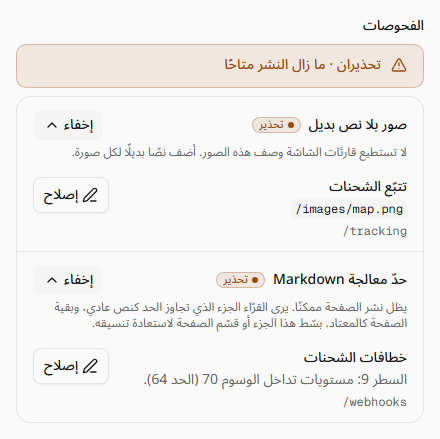 الفحوصات
تحذيران · ما زال النشر متاحًا
صور بلا نص بديل
تحذير
إخفاء
لا تستطيع قارئات الشاشة وصف هذه الصور. أضف نصًا بديلًا لكل صورة.
تتبّع الشحنات
إصلاح
/images/map.png
/tracking
حدّ معالجة Markdown
تحذير
إخفاء
يظل نشر الصفحة ممكنًا. يرى القرّاء الجزء الذي تجاوز الحد كنص عادي، وبقية
الصفحة كالمعتاد. بسّط هذا الجزء أو قسّم الصفحة لاستعادة تنسيقه.
خطافات الشحنات
إصلاح
السطر 9: مستويات تداخل الوسوم 70 (الحد 64).
/webhooks